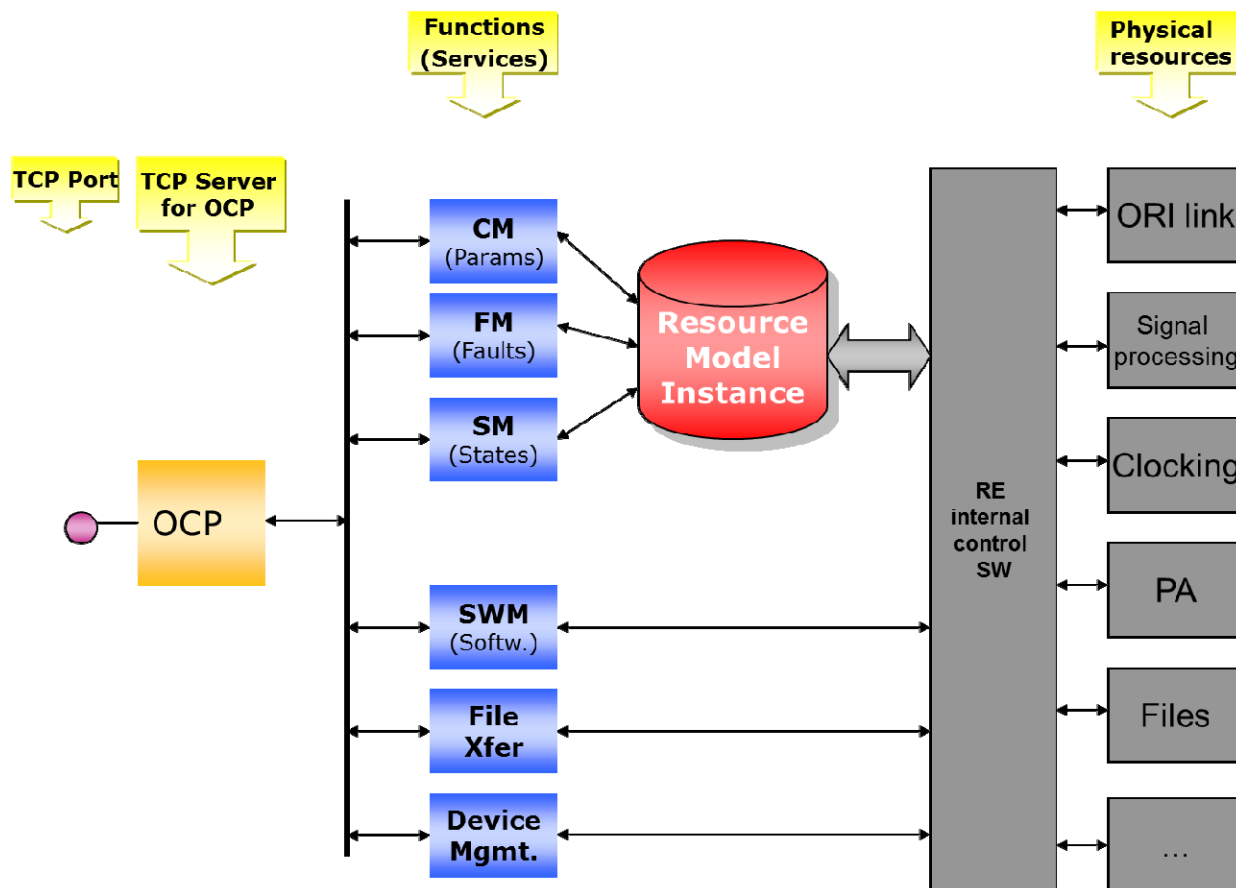 Functions
(Services)
Physical
resources
TCP Port
TCP Server
for OCP
CM
(Params)
FM
(Faults)
SM
(States)
Resource
Model
Instance
OCP
SWM
(Softw.)
File
Xfer
Device
Mgmt.
RE
internal
control
SW
ORI link
Signal
processing
Clocking
PA
Files
...